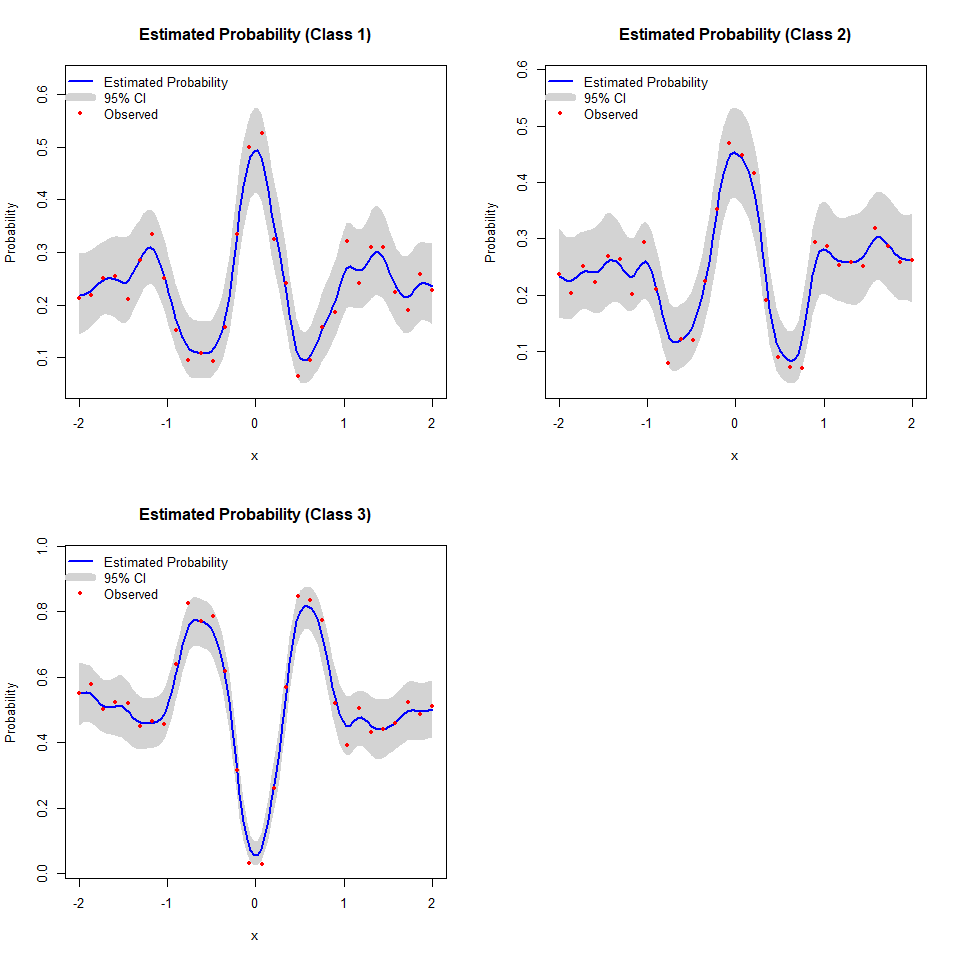 Estimated Probability (Class 1)
Estimated Probability
95% CI
Observed
Probability
0.6
0.5
0.4
0.3
0.2
0.1
-2 -1 0 1 2
x
Estimated Probability (Class 2)
Estimated Probability
95% CI
Observed
Probability
0.6
0.5
0.4
0.3
0.2
0.1
-2 -1 0 1 2
x
Estimated Probability (Class 3)
Estimated Probability
95% CI
Observed
Probability
1.0
0.8
0.6
0.4
0.2
0.0
-2 -1 0 1 2
x